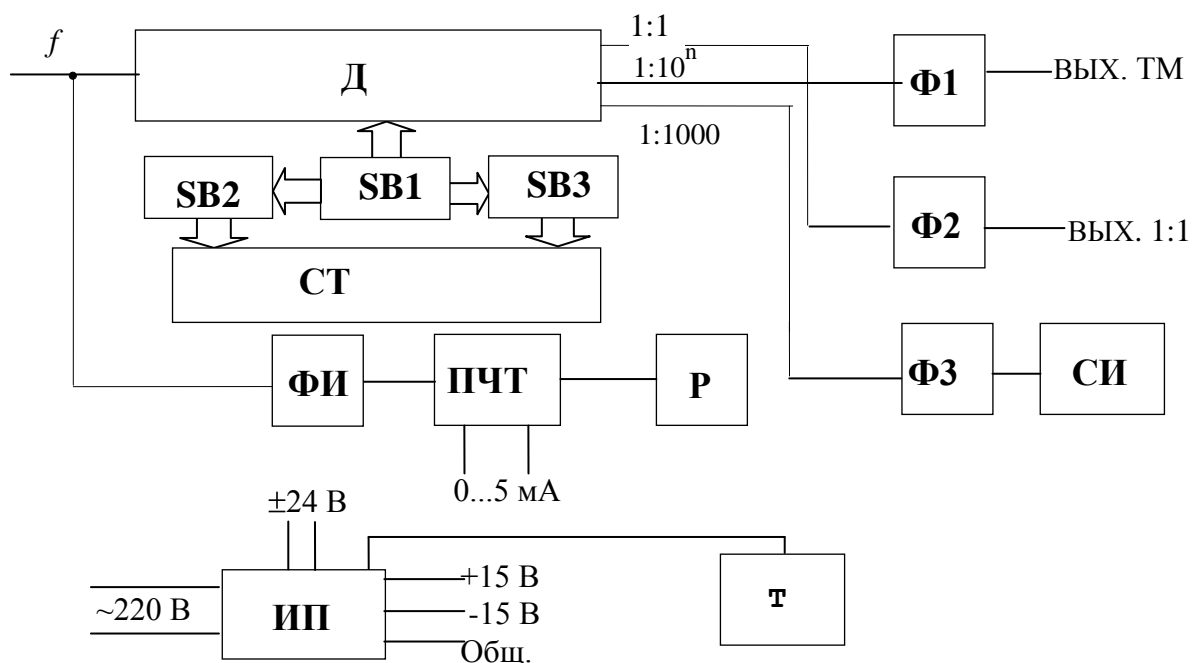 f
Д
1:1
1:10ⁿ
1:1000
Ф1
ВЫХ. ТМ
SB2
SB1
SB3
Ф2
ВЫХ. 1:1
СТ
ФИ
ПЧТ
Р
Ф3
СИ
0...5 мА
±24 В
~220 В
ИП
+15 В
-15 В
Общ.
Т